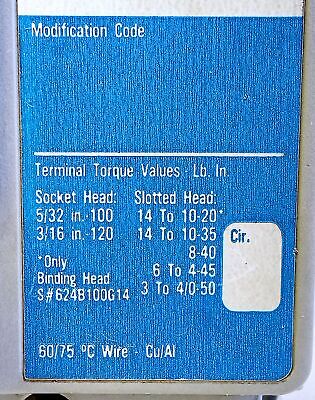 Modification Code
Terminal Torque Values - Lb. In.
Socket Head: Slotted Head:
5/32 in.-100 14 To 10-20*
3/16 in.-120 14 To 10-35
8-40
*Only 6 To 4-45
Binding Head 3 To 4/0-50
S#624B100G14
Cir.
60/75 ºC Wire - Cu/Al